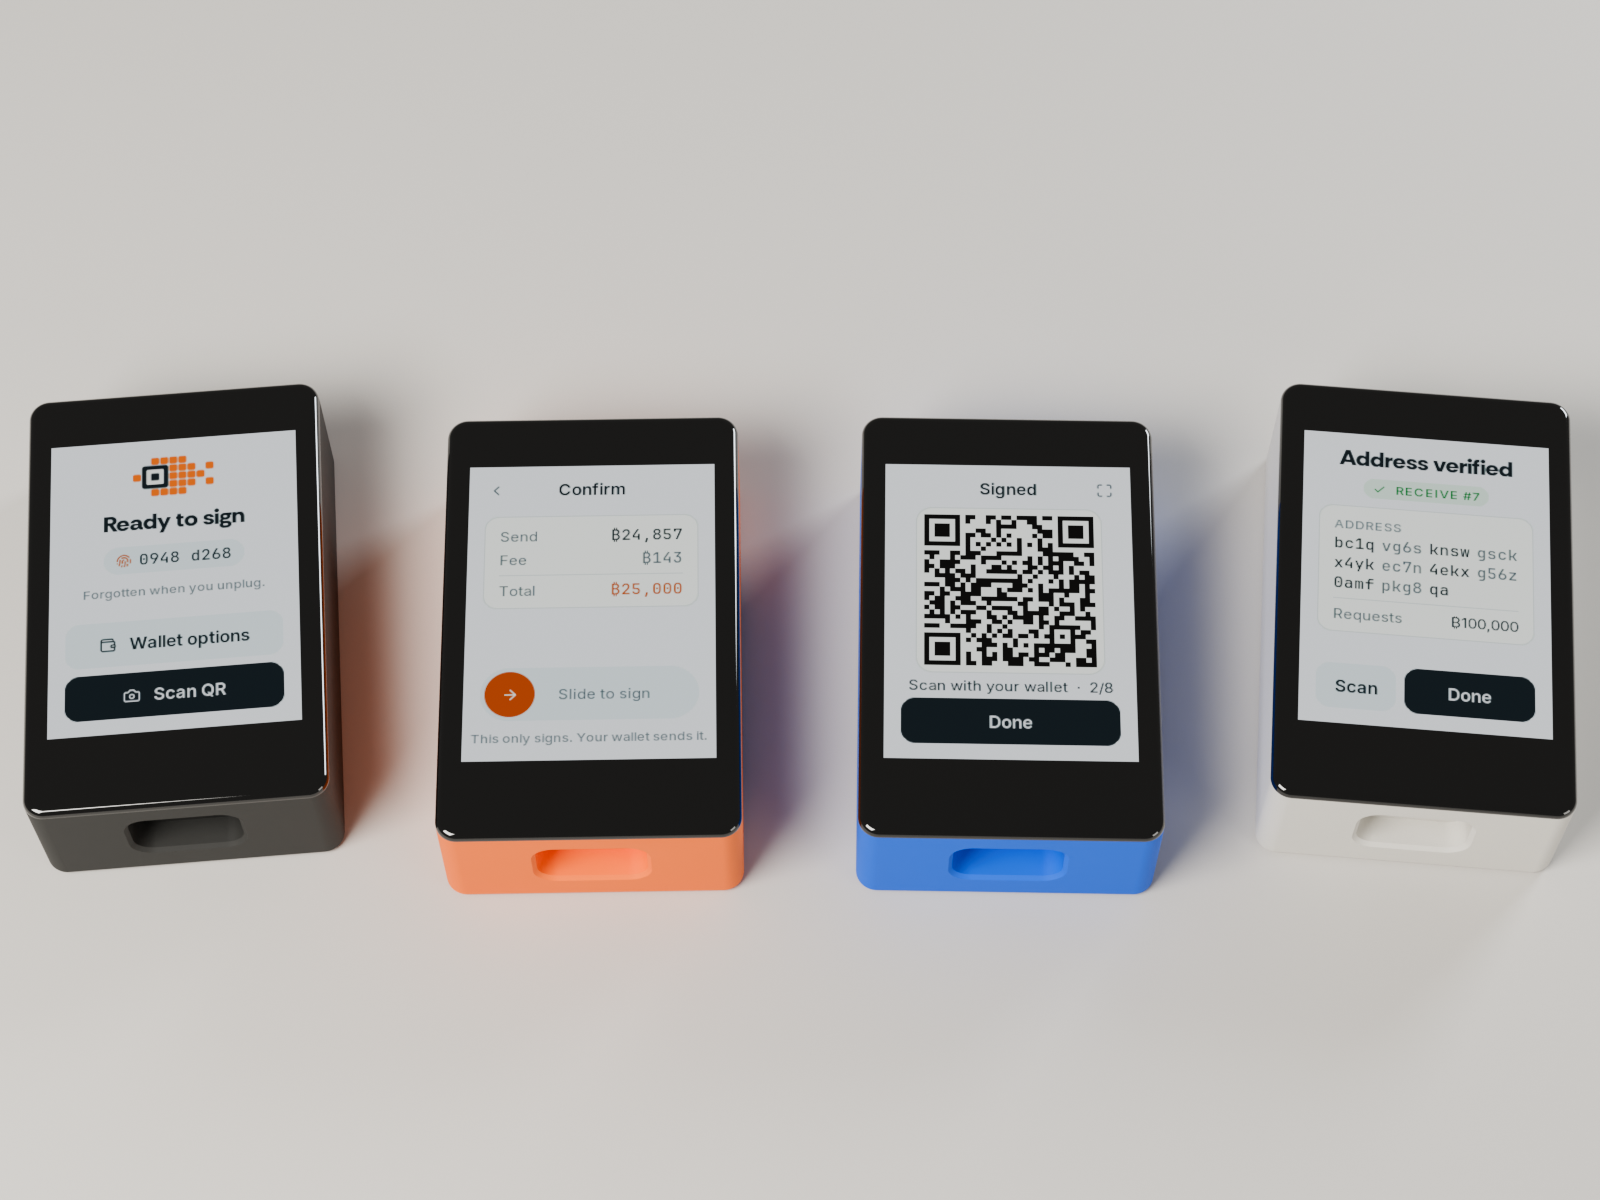 Ready to sign
0948 d268
Forgotten when you unplug.
Wallet options
Scan QR
Confirm
Send ₿24,857
Fee ₿143
Total ₿25,000
Slide to sign
This only signs. Your wallet sends it.
Signed
Scan with your wallet · 2/8
Done
Address verified
RECEIVE #7
ADDRESS
bc1q vg6s knsw gsck
x4yk ec7n 4ekx g56z
0amf pkg8 qa
Requests ₿100,000
Scan
Done